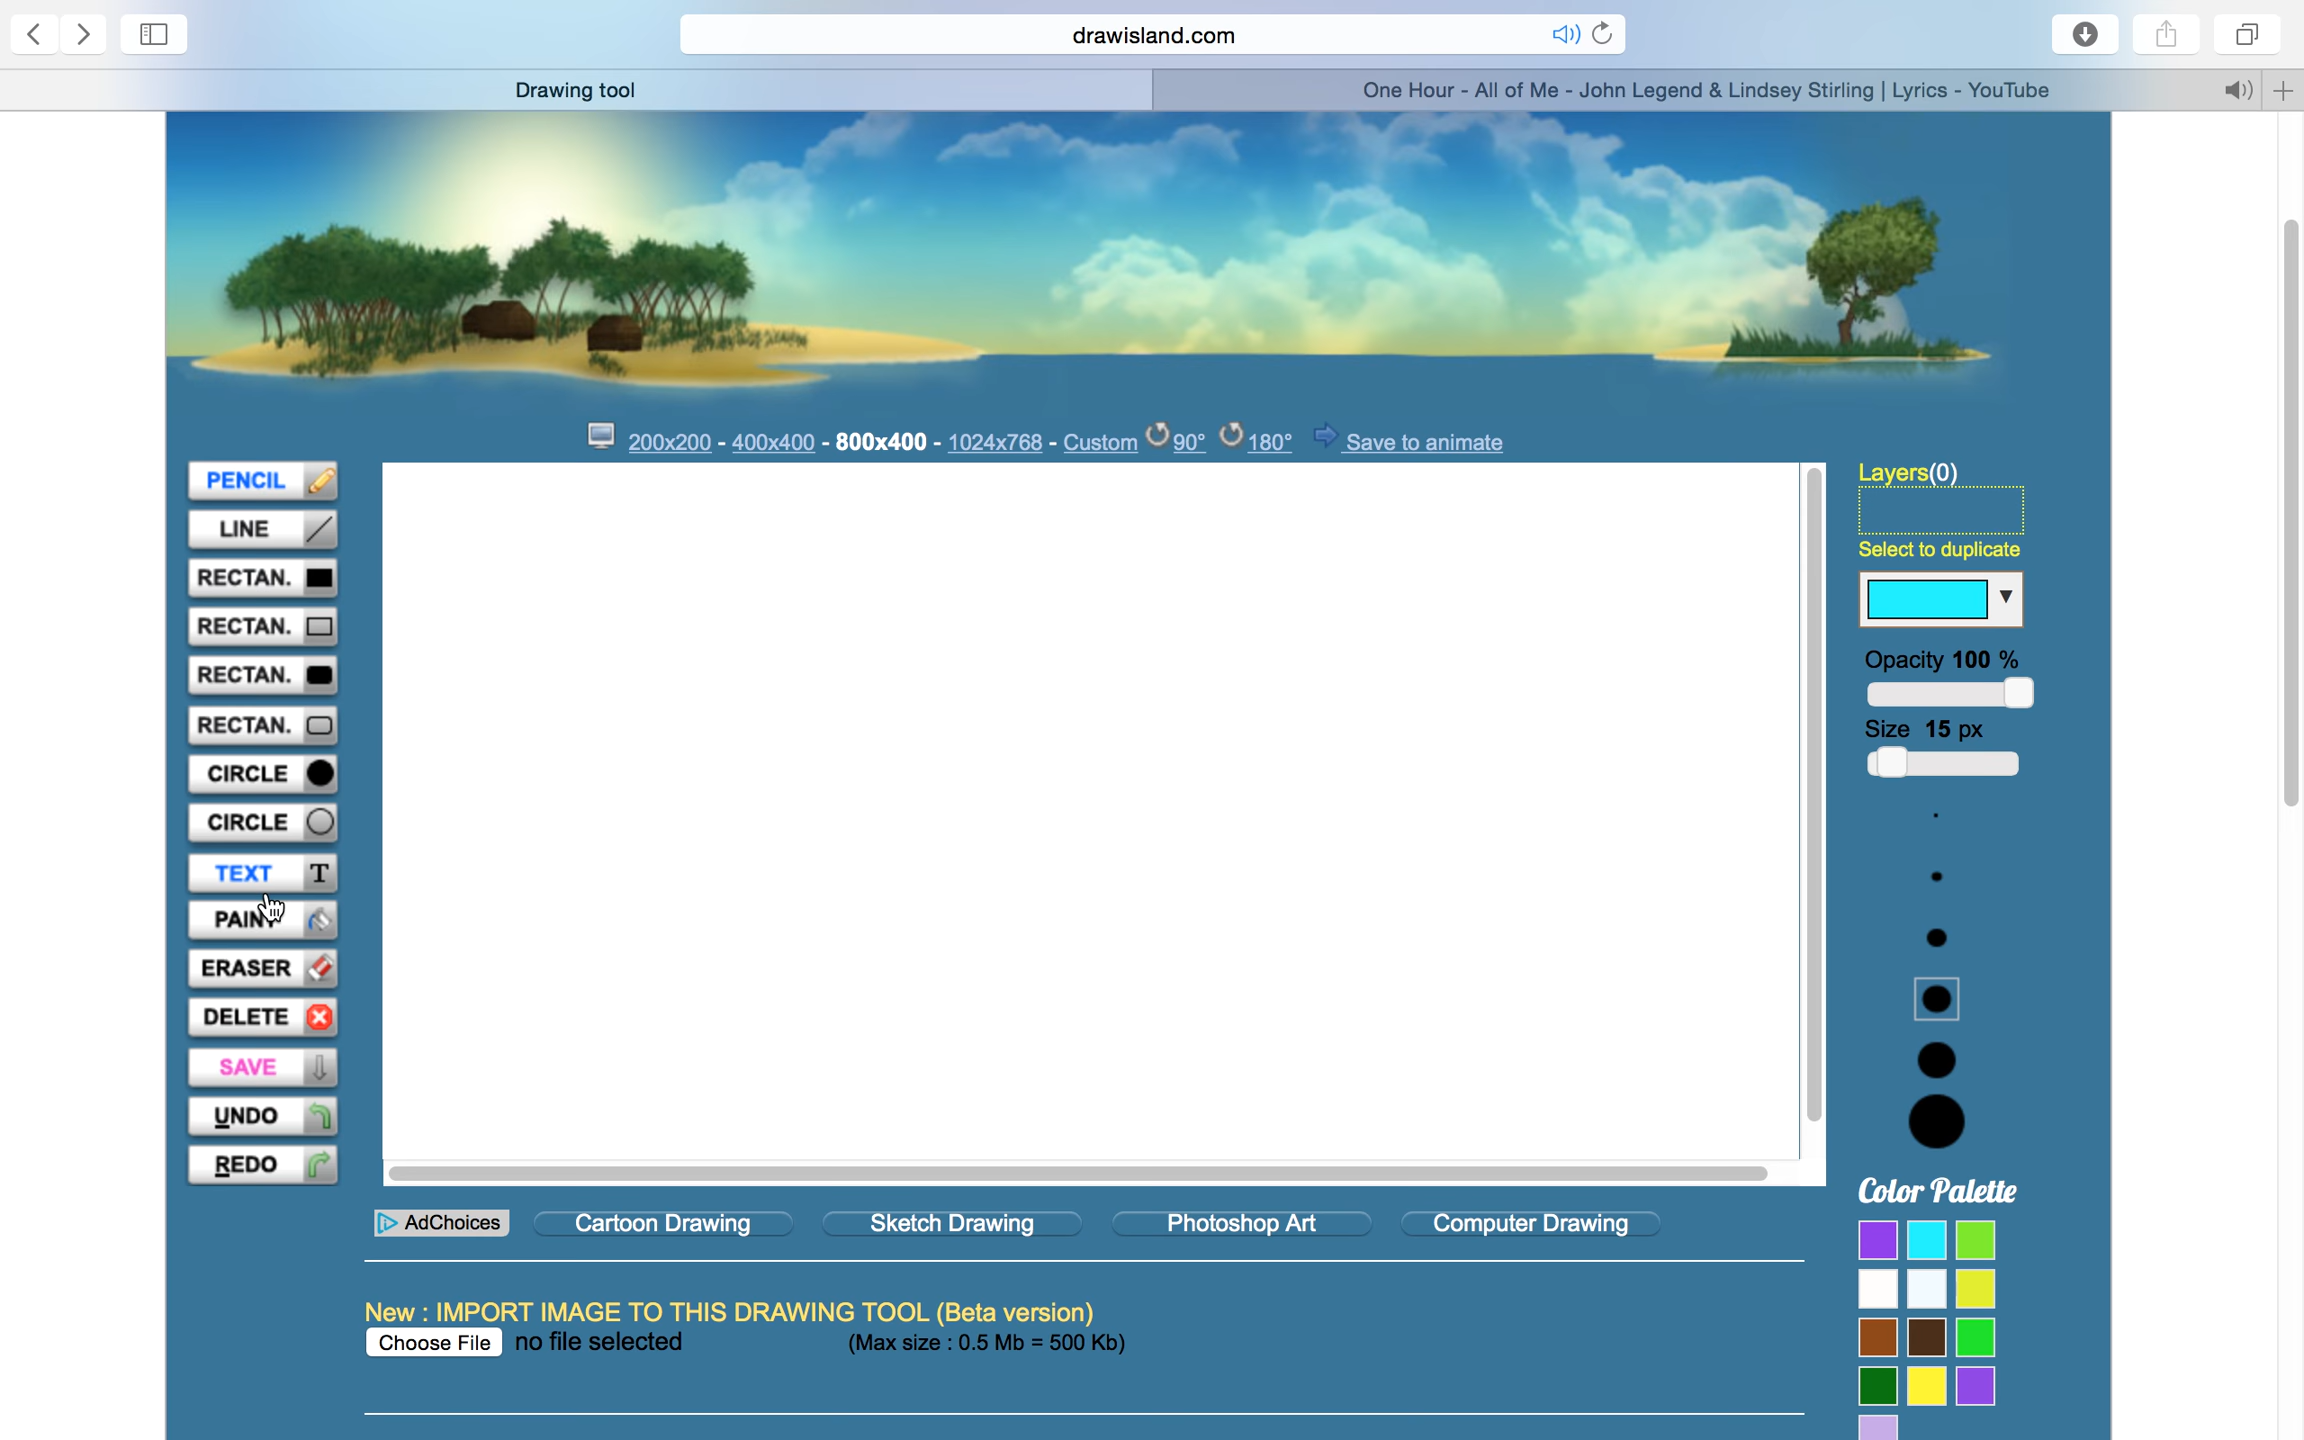 drawisland.com
Drawing tool
One Hour - All of Me - John Legend & Lindsey Stirling | Lyrics - YouTube
200x200 - 400x400 - 800x400 - 1024x768 - Custom 90° 180° Save to animate
PENCIL
LINE
RECTAN.
RECTAN.
RECTAN.
RECTAN.
CIRCLE
CIRCLE
TEXT T
PAINT
ERASER
DELETE
SAVE
UNDO
REDO
Layers(0)
Select to duplicate
Opacity 100 %
Size 15 px
Color Palette
AdChoices
Cartoon Drawing
Sketch Drawing
Photoshop Art
Computer Drawing
New : IMPORT IMAGE TO THIS DRAWING TOOL (Beta version)
Choose File no file selected (Max size : 0.5 Mb = 500 Kb)